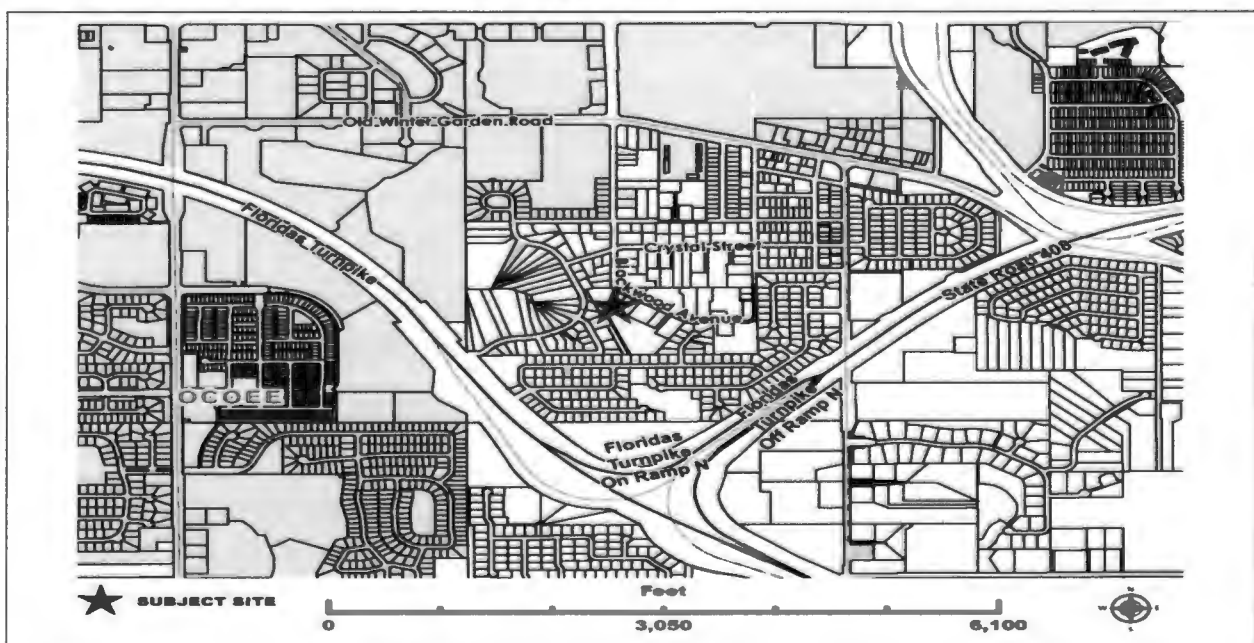 Old Winter Garden Road
Floridas Turnpike
Crystal Street
Blockwood Avenue
State Road 408
OCOEE
Floridas
Turnpike
On Ramp N
Floridas
Turnpike
Off Ramp N
SUBJECT SITE
Feet
0 3,050 6,100
N
W E
S